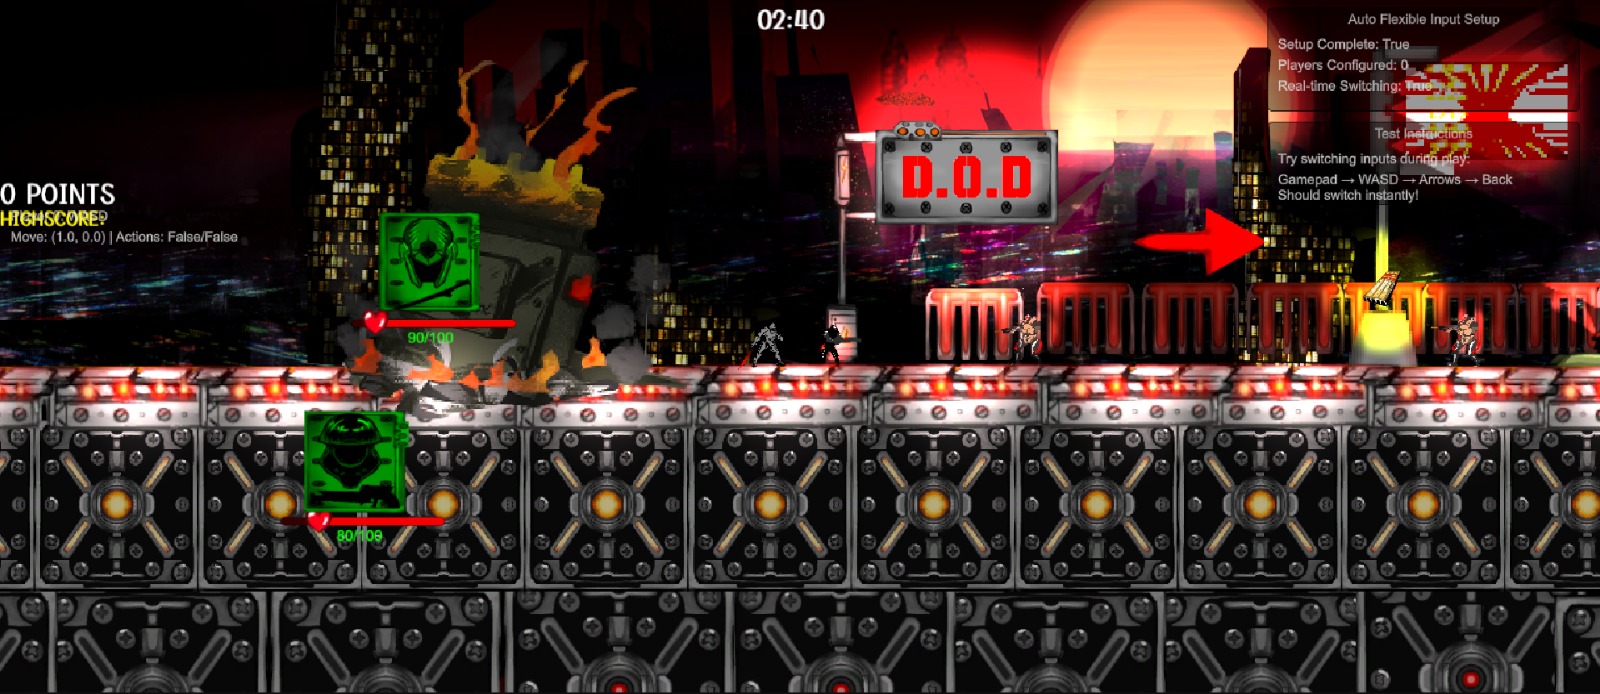 02:40
Auto Flexible Input Setup
Setup Complete: True
Players Configured: 0
Real-time Switching: True
Test Instructions
Try switching inputs during play:
Gamepad → WASD → Arrows → Back
Should switch instantly!
D.O.D
0 POINTS
HIGHSCORE:
Move: (1.0, 0.0) | Actions: False/False
90/100
80/100